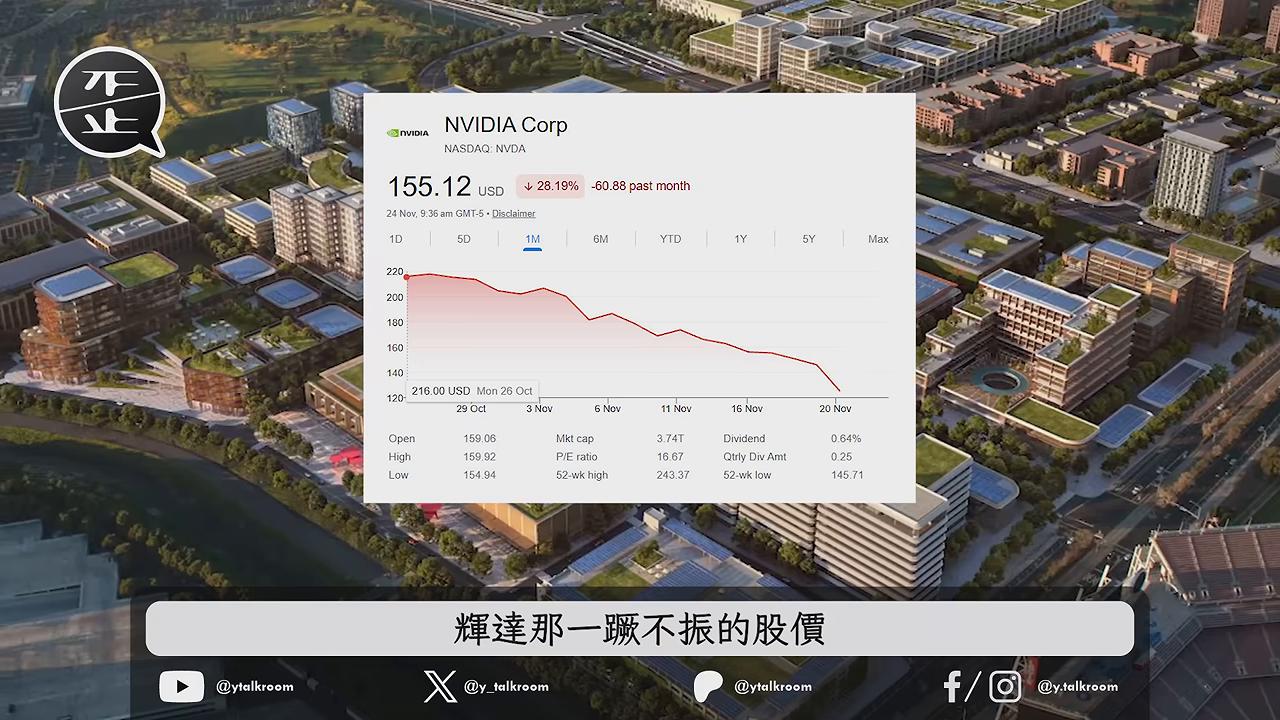 歪
NVIDIA
NVIDIA Corp
NASDAQ: NVDA
155.12 USD ↓ 28.19% -60.88 past month
24 Nov, 9:36 am GMT-5 • Disclaimer
1D 5D 1M 6M YTD 1Y 5Y Max
220
200
180
160
140
120
216.00 USD Mon 26 Oct
29 Oct 3 Nov 6 Nov 11 Nov 16 Nov 20 Nov
Open 159.06 Mkt cap 3.74T Dividend 0.64%
High 159.92 P/E ratio 16.67 Qtrly Div Amt 0.25
Low 154.94 52-wk high 243.37 52-wk low 145.71
輝達那一蹶不振的股價
@ytalkroom @y_talkroom @ytalkroom @y.talkroom